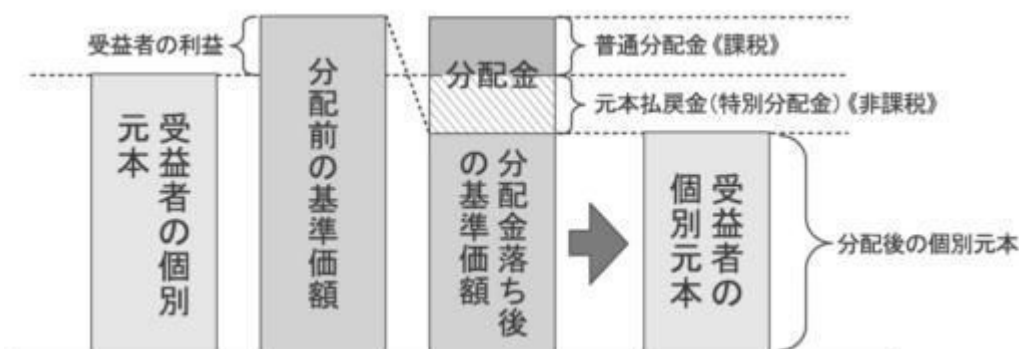 受益者の利益
受益者の個別
元本
分配前の基準価額
分配金
分配金落ち後
の基準価額
普通分配金《課税》
元本払戻金(特別分配金)《非課税》
受益者の
個別元本
分配後の個別元本